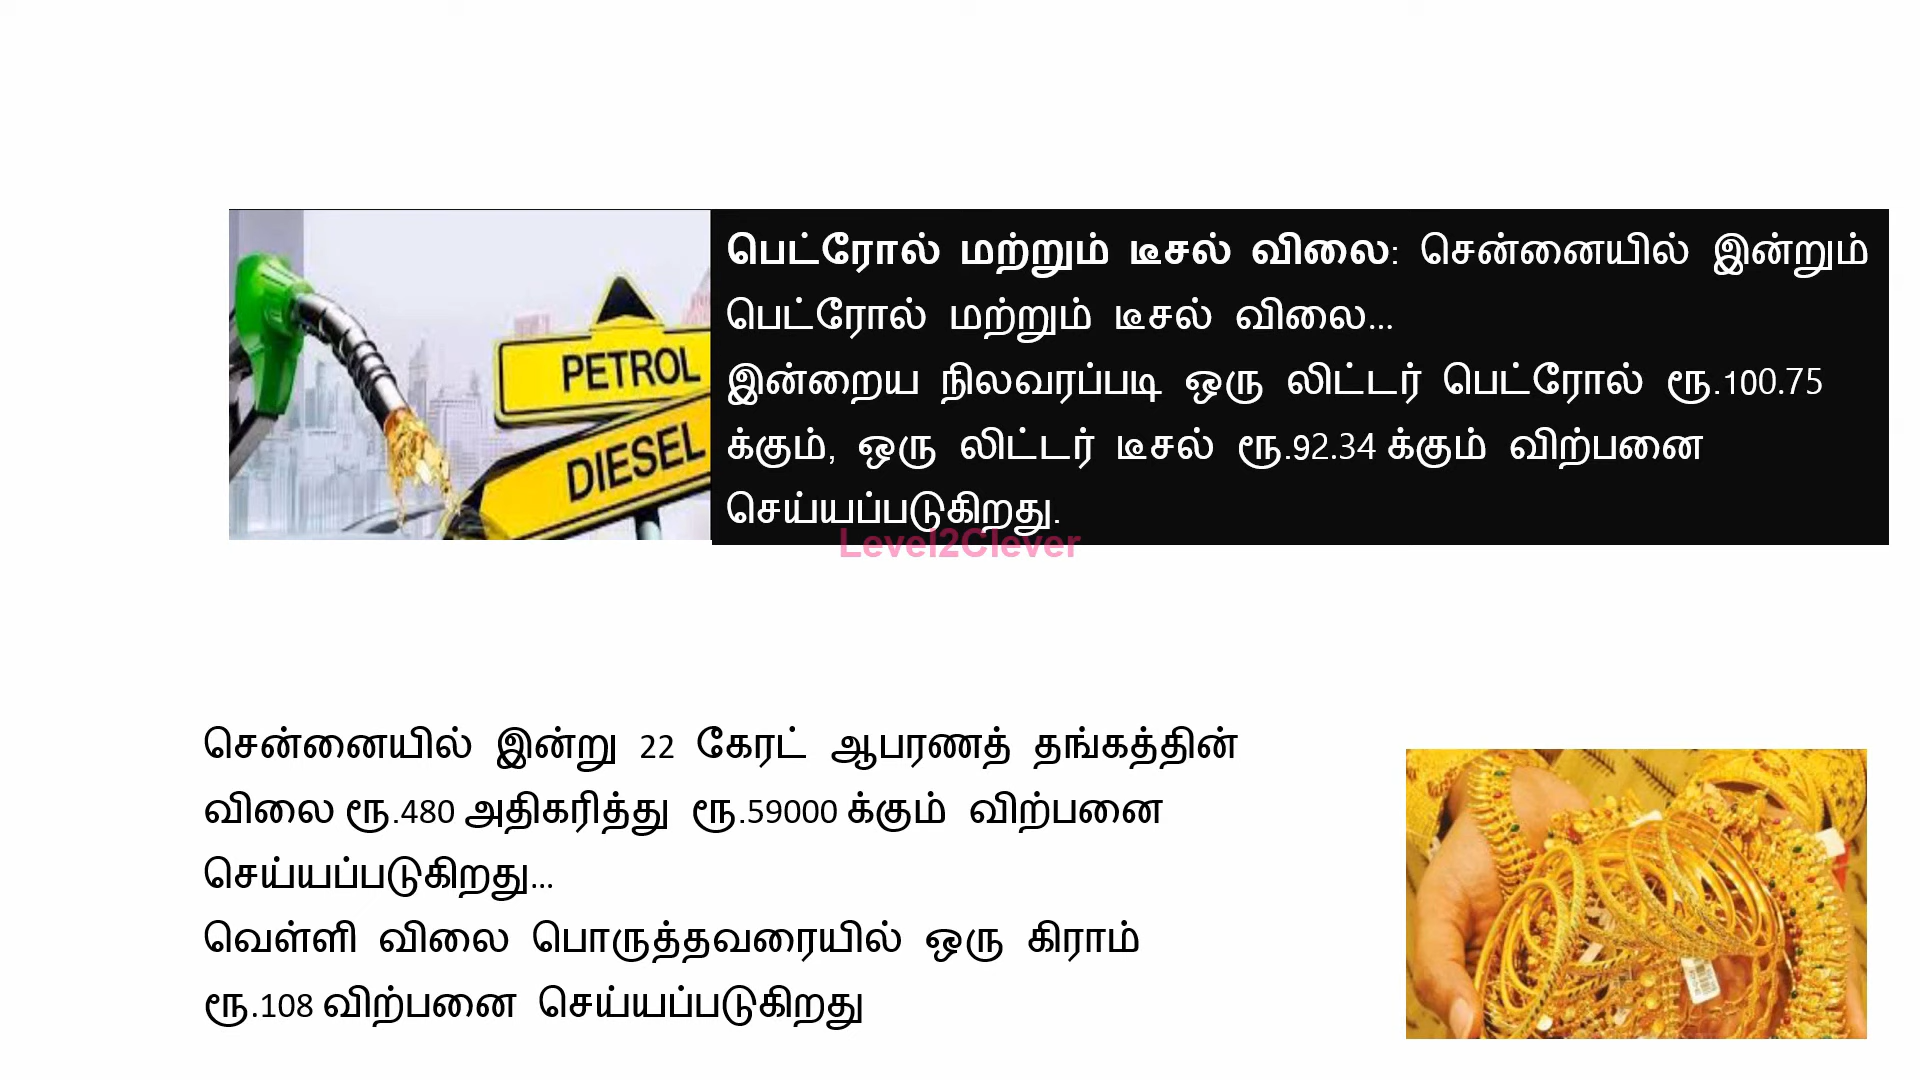 PETROL
DIESEL
பெட்ரோல் மற்றும் டீசல் விலை: சென்னையில் இன்றும்
பெட்ரோல் மற்றும் டீசல் விலை...
இன்றைய நிலவரப்படி ஒரு லிட்டர் பெட்ரோல் ரூ.100.75
க்கும், ஒரு லிட்டர் டீசல் ரூ.92.34 க்கும் விற்பனை
செய்யப்படுகிறது.
Level2Clever
சென்னையில் இன்று 22 கேரட் ஆபரணத் தங்கத்தின்
விலை ரூ.480 அதிகரித்து ரூ.59000 க்கும் விற்பனை
செய்யப்படுகிறது...
வெள்ளி விலை பொருத்தவரையில் ஒரு கிராம்
ரூ.108 விற்பனை செய்யப்படுகிறது